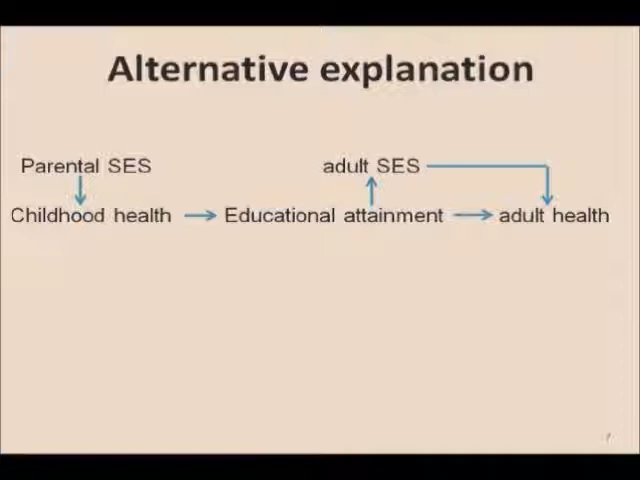 Alternative explanation
Parental SES adult SES
Childhood health Educational attainment adult health